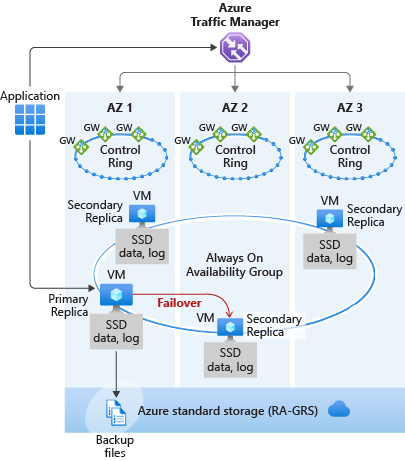 Azure
Traffic Manager
Application
AZ 1
AZ 2
AZ 3
GW
GW
GW
Control
Ring
GW
GW
GW
Control
Ring
GW
GW
GW
Control
Ring
VM
Secondary
Replica
SSD
data, log
VM
Secondary
Replica
SSD
data, log
Always On
Availability Group
VM
Primary
Replica
SSD
data, log
Failover
VM
Secondary
Replica
SSD
data, log
Azure standard storage (RA-GRS)
Backup
files